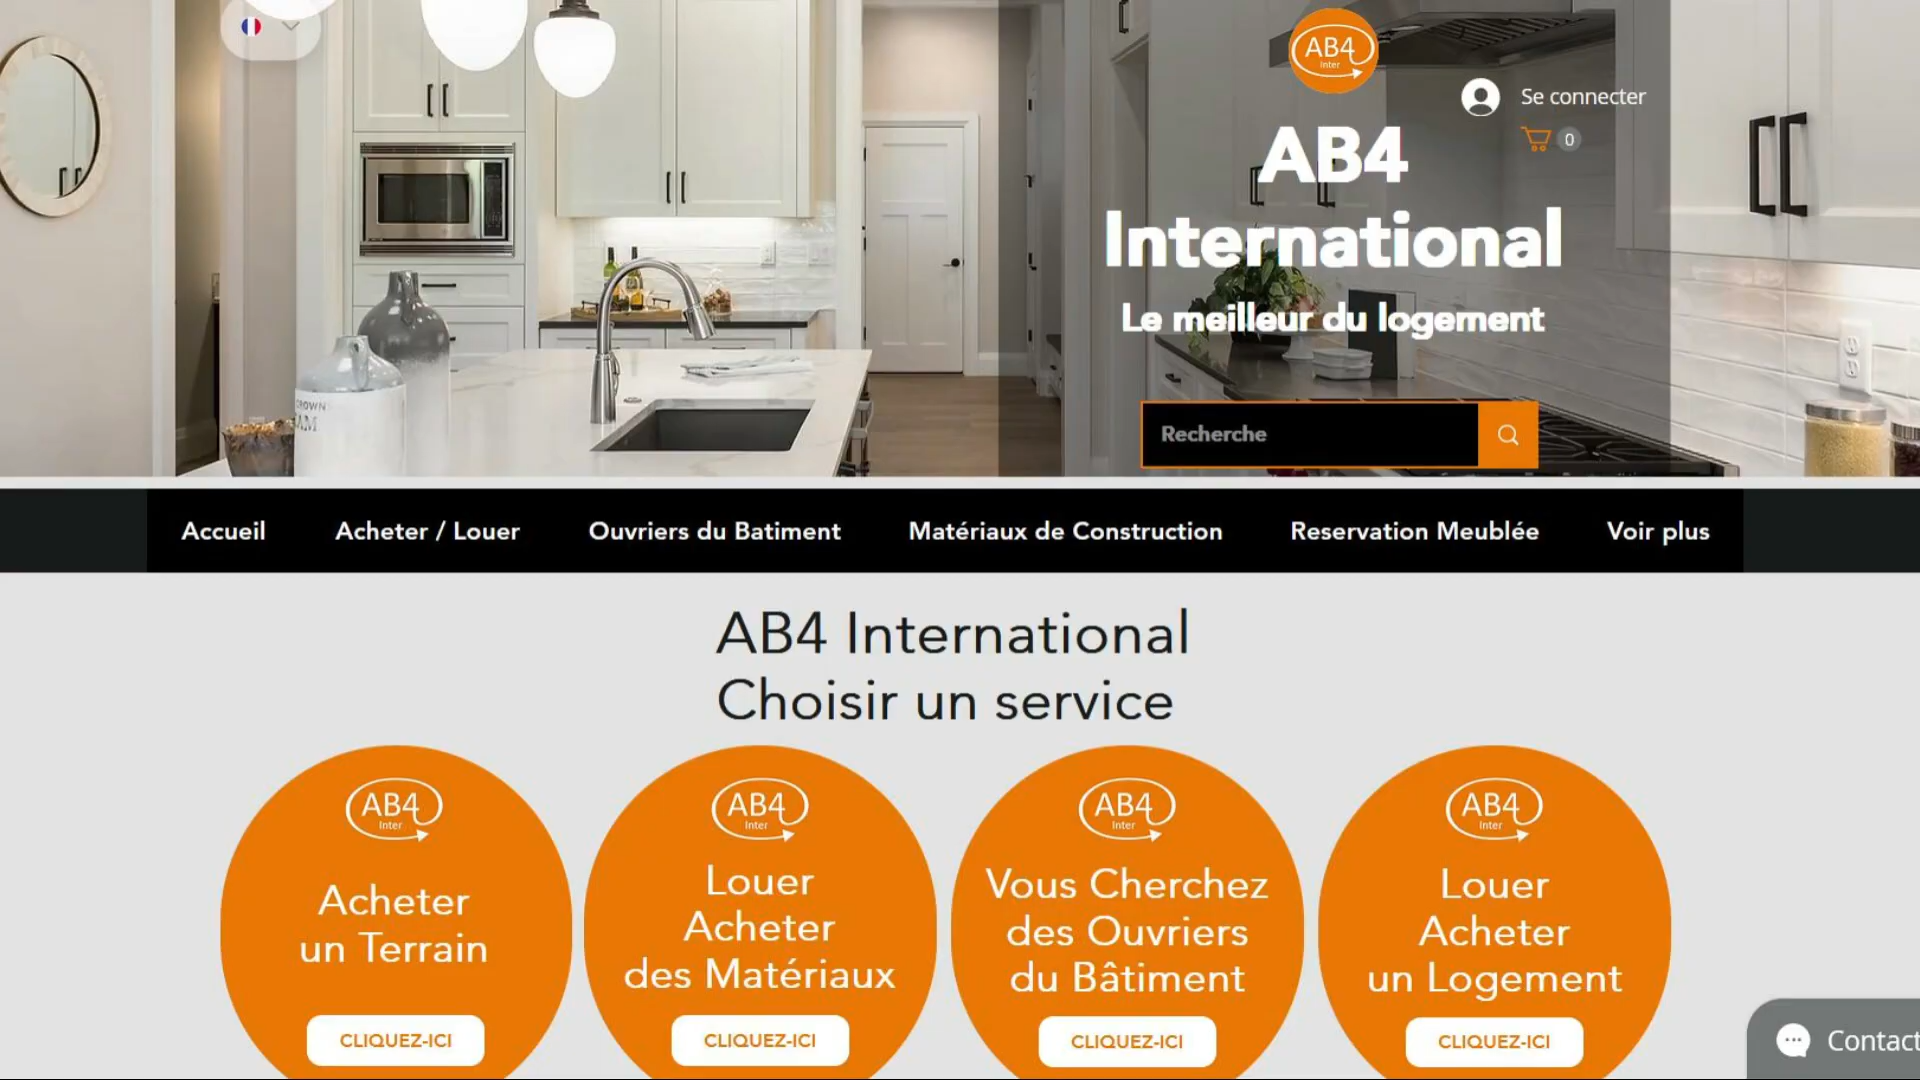 AB4
Inter
Se connecter
0
AB4
International
Le meilleur du logement
Recherche
Accueil
Acheter / Louer
Ouvriers du Batiment
Matériaux de Construction
Reservation Meublée
Voir plus
AB4 International
Choisir un service
AB4
Inter
Acheter
un Terrain
CLIQUEZ-ICI
AB4
Inter
Louer
Acheter
des Matériaux
CLIQUEZ-ICI
AB4
Inter
Vous Cherchez
des Ouvriers
du Bâtiment
CLIQUEZ-ICI
AB4
Inter
Louer
Acheter
un Logement
CLIQUEZ-ICI
Contact